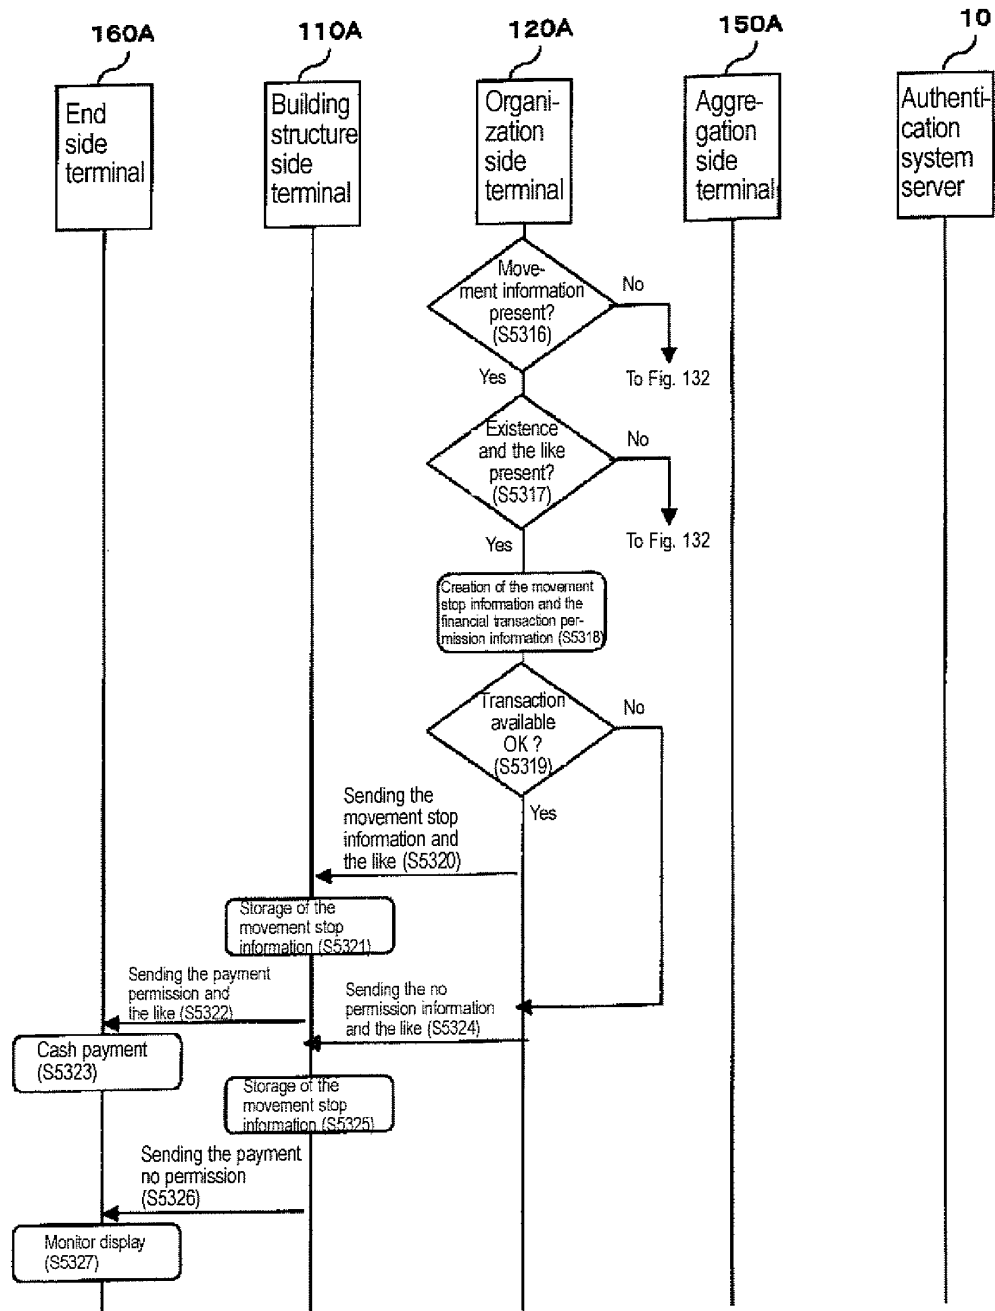 160A
110A
120A
150A
10
End
side
terminal
Building
structure
side
terminal
Organi-
zation
side
terminal
Aggre-
gation
side
terminal
Authenti-
cation
system
server
Move-
ment information
present?
(S5316)
No
To Fig. 132
Yes
Existence
and the like
present?
(S5317)
No
To Fig. 132
Yes
Creation of the movement
stop information and the
financial transaction per-
mission information (S5318)
Transaction
available
OK ?
(S5319)
No
Yes
Sending the
movement stop
information and
the like (S5320)
Storage of the
movement stop
information (S5321)
Sending the payment
permission and
the like (S5322)
Sending the no
permission information
and the like (S5324)
Cash payment
(S5323)
Storage of the
movement stop
information (S5325)
Sending the payment
no permission
(S5326)
Monitor display
(S5327)